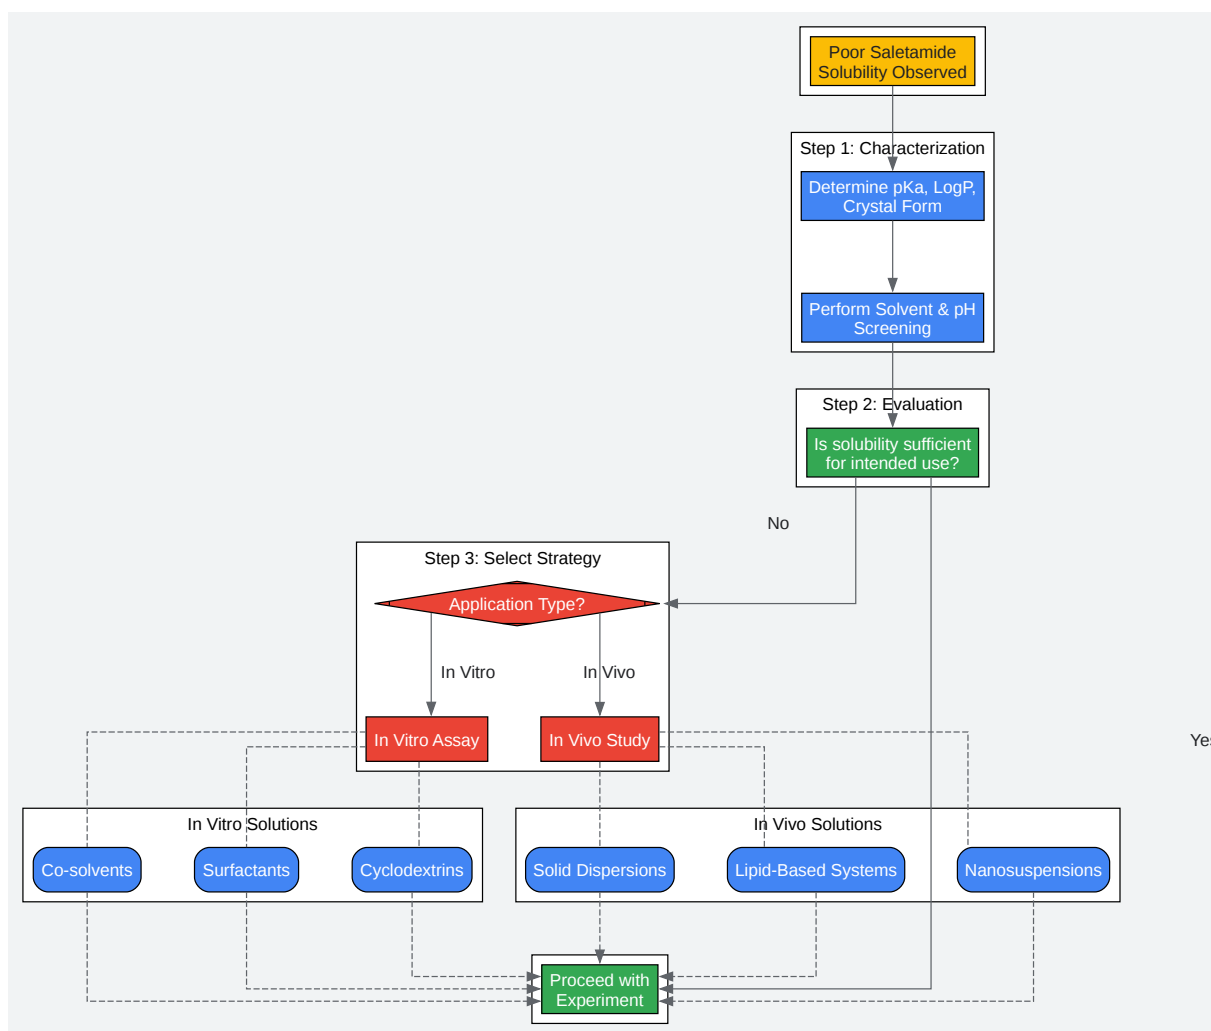 Poor Saletamide
Solubility Observed
Step 1: Characterization
Determine pKa, LogP,
Crystal Form
Perform Solvent & pH
Screening
Step 2: Evaluation
Is solubility sufficient
for intended use?
No
Step 3: Select Strategy
Application Type?
In Vitro
In Vivo
In Vitro Assay
In Vivo Study
Yes
In Vitro Solutions
In Vivo Solutions
Co-solvents
Surfactants
Cyclodextrins
Solid Dispersions
Lipid-Based Systems
Nanosuspensions
Proceed with
Experiment